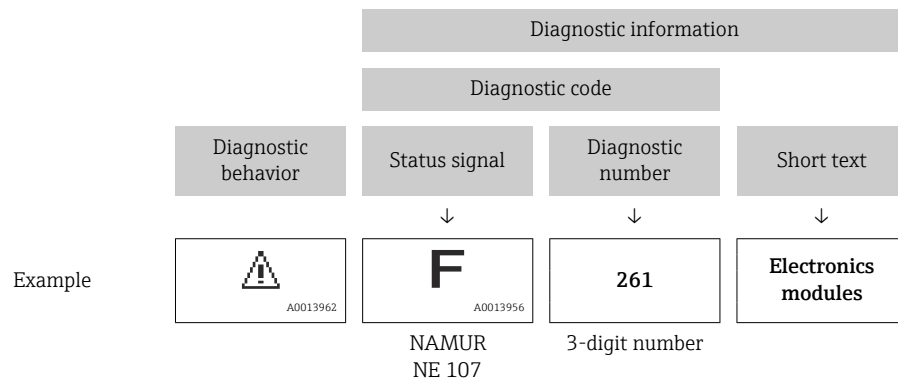 Diagnostic information
Diagnostic code
Diagnostic
behavior
Status signal
Diagnostic
number
Short text
↓
↓
↓
Example
A0013962
F
A0013956
261
Electronics
modules
NAMUR
NE 107
3-digit number